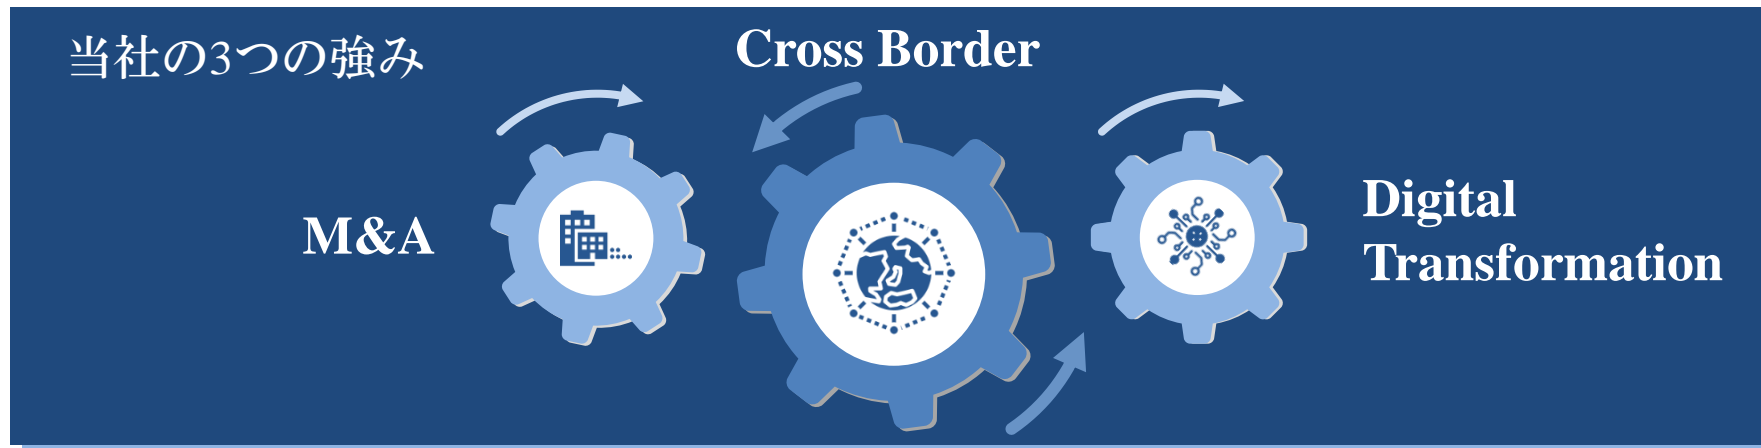 当社の3つの強み
Cross Border
M&A
Digital
Transformation